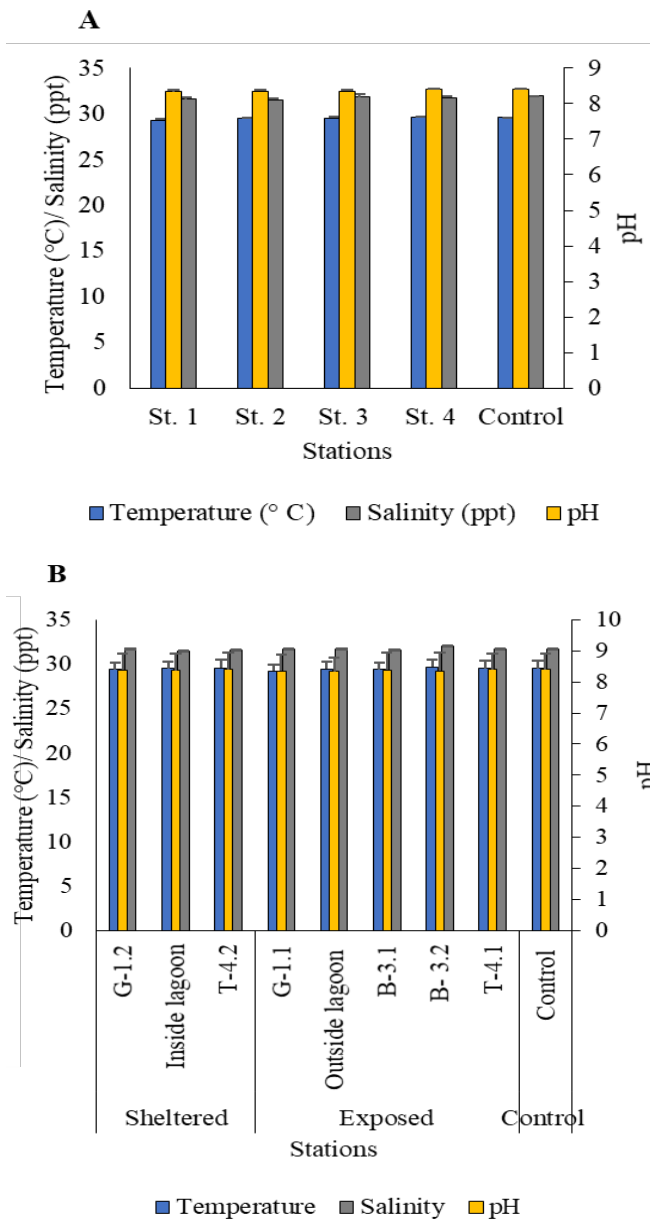 A
Temperature (°C)/ Salinity (ppt)
35
30
25
20
15
10
5
0
9
8
7
6
5
4
3
2
1
0
pH
St. 1 St. 2 St. 3 St. 4 Control
Stations
Temperature (° C) Salinity (ppt) pH
B
Temperature (°C)/ Salinity (ppt)
35
30
25
20
15
10
5
0
10
9
8
7
6
5
4
3
2
1
0
pH
G-1.2
Inside lagoon
T-4.2
G-1.1
Outside lagoon
B-3.1
B- 3.2
T-4.1
Control
Sheltered Exposed Control
Stations
Temperature Salinity pH